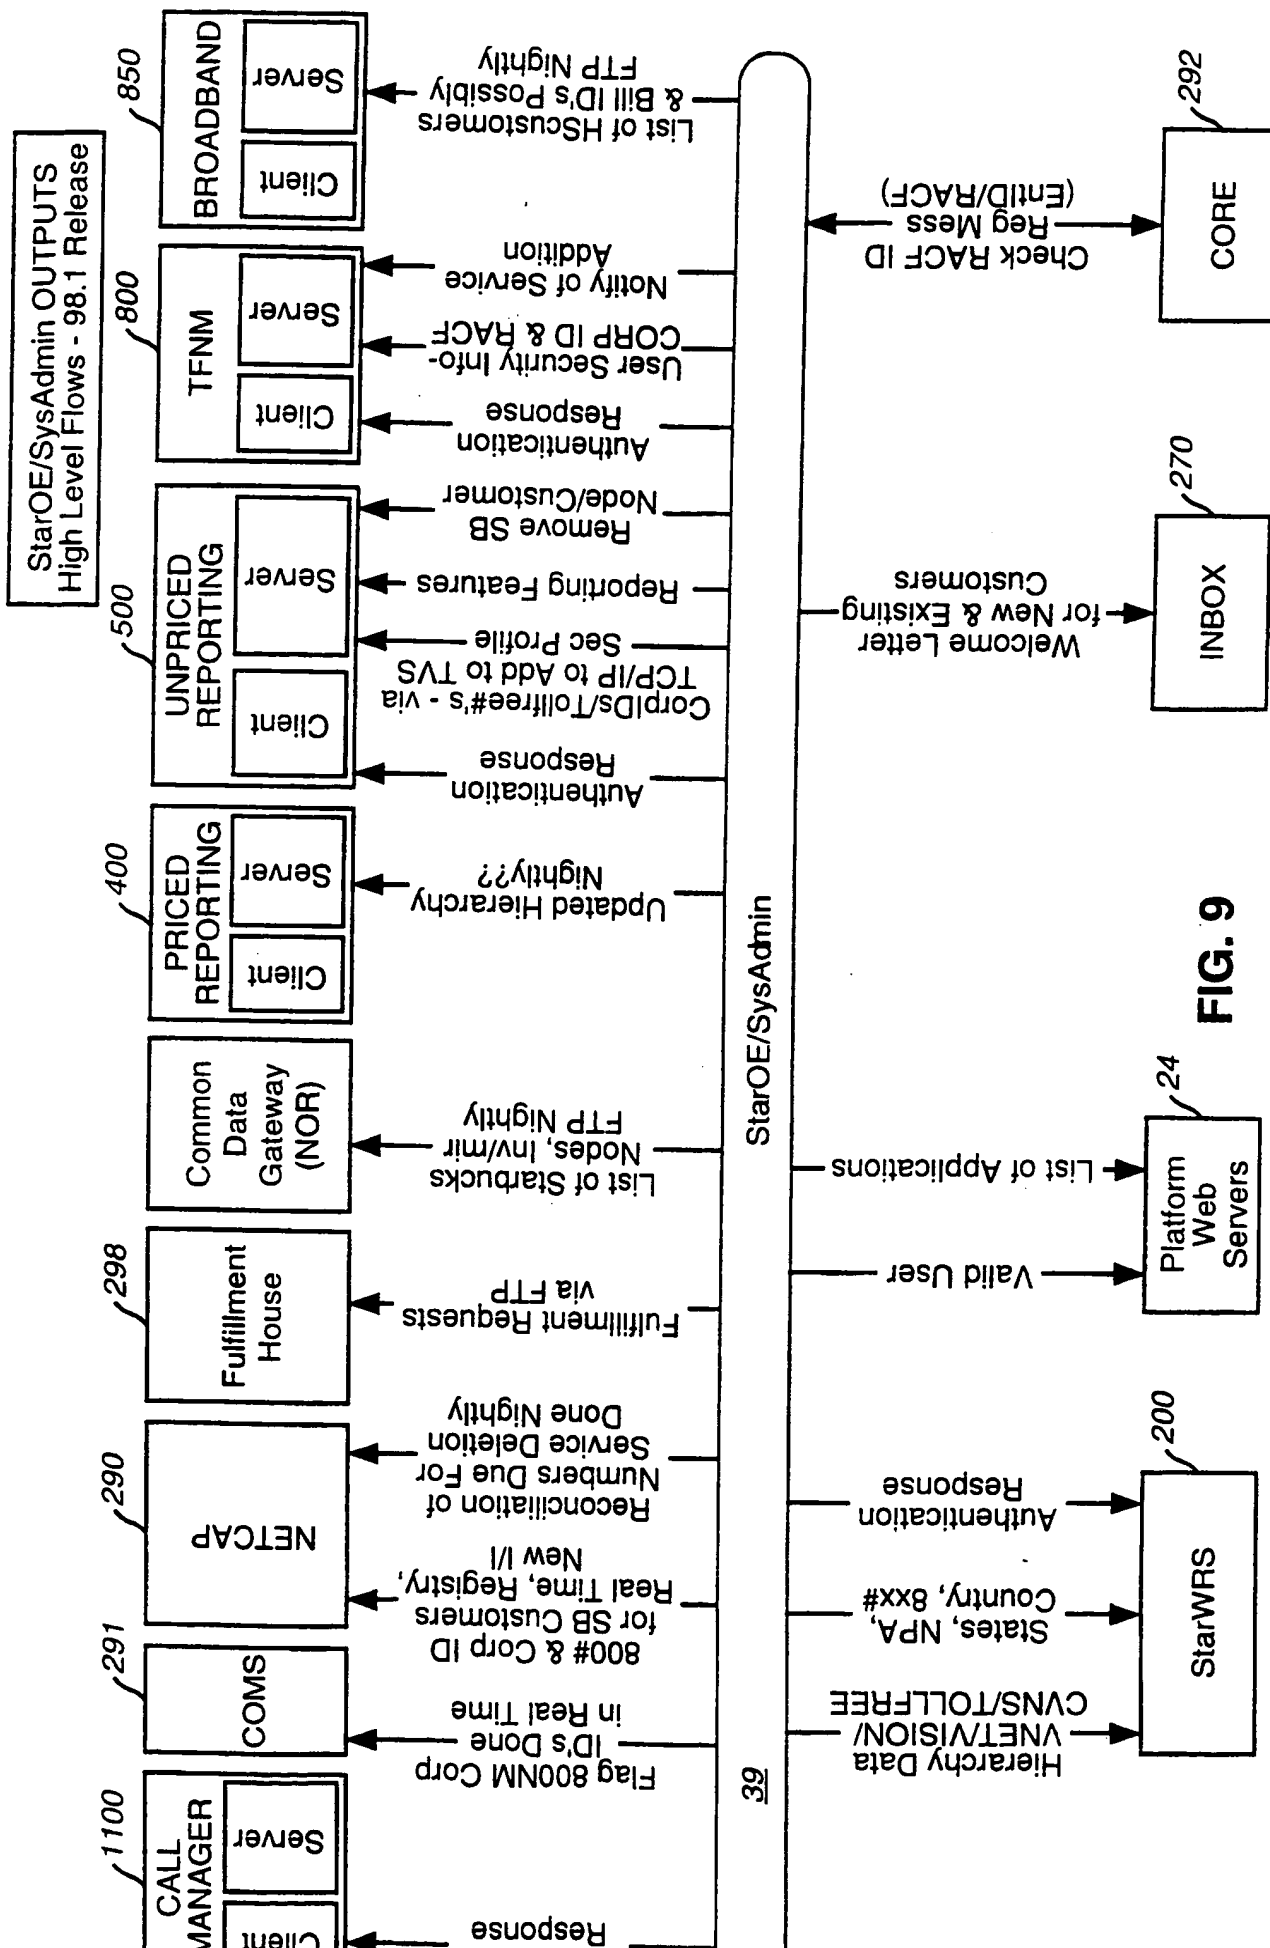 StarOE/SysAdmin OUTPUTS
High Level Flows - 98.1 Release
1100
CALL
MANAGER
Client
Server
291
COMS
290
NETCAP
298
Fulfillment
House
Common
Data
Gateway
(NOR)
400
PRICED
REPORTING
Client
Server
500
UNPRICED
REPORTING
Client
Server
800
TFNM
Client
Server
850
BROADBAND
Client
Server
Response
Flag 800NM Corp
ID's Done
in Real Time
800# & Corp ID
for SB Customers
Real Time, Registry,
New I/I
Reconciliation of
Numbers Due For
Service Deletion
Done Nightly
Fulfillment Requests
via FTP
List of Starbucks
Nodes, Inv/mir
FTP Nightly
Updated Hierarchy
Nightly??
Authentication
Response
CorpIDs/Tollfree#'s - via
TCP/IP to Add to TVS
Sec Profile
Reporting Features
Remove SB
Node/Customer
Authentication
Response
User Security Info-
CORP ID & RACF
Notify of Service
Addition
List of HScustomers
& Bill ID's Possibly
FTP Nightly
39
StarOE/SysAdmin
Hierarchy Data
VNET/VISION/
CVNS/TOLLFREE
States, NPA,
Country, 8xx#
Authentication
Response
Valid User
List of Applications
Welcome Letter
for New & Existing
Customers
Check RACF ID
Reg Mess
(EntID/RACF)
200
StarWRS
24
Platform
Web
Servers
270
INBOX
292
CORE
FIG. 9